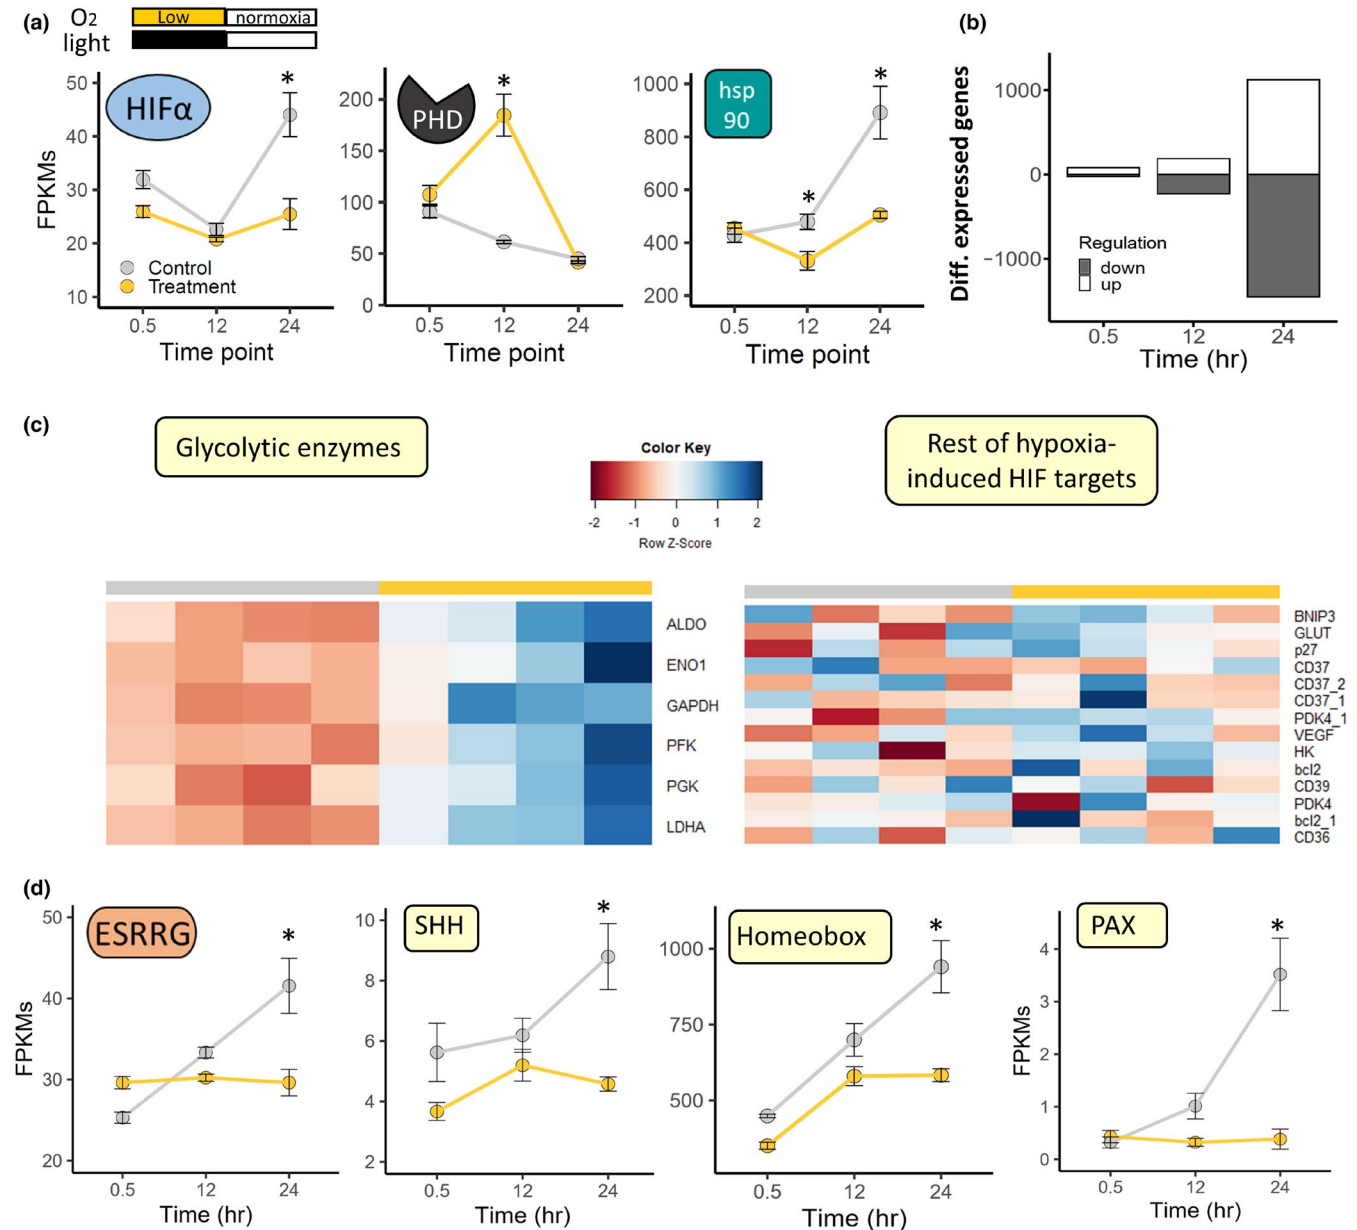 (a)
O2
Low
normoxia
light
HIFα
FPKMs
50
40
30
20
10
*
Control
Treatment
0.5
12
24
Time point
PHD
200
150
100
50
0
*
0.5
12
24
Time point
hsp
90
1000
800
600
400
200
*
*
0.5
12
24
Time point
(b)
Diff. expressed genes
1000
0
−1000
Regulation
down
up
0.5
12
24
Time (hr)
(c)
Glycolytic enzymes
Color Key
-2
-1
0
1
2
Row Z-Score
Rest of hypoxia-
induced HIF targets
ALDO
ENO1
GAPDH
PFK
PGK
LDHA
BNIP3
GLUT
p27
CD37
CD37_2
CD37_1
PDK4_1
VEGF
HK
bcl2
CD39
PDK4
bcl2_1
CD36
(d)
ESRRG
FPKMs
50
40
30
20
*
0.5
12
24
Time (hr)
SHH
10
8
6
4
2
*
0.5
12
24
Time (hr)
Homeobox
1000
750
500
*
0.5
12
24
Time (hr)
PAX
FPKMs
4
3
2
1
0
*
0.5
12
24
Time (hr)